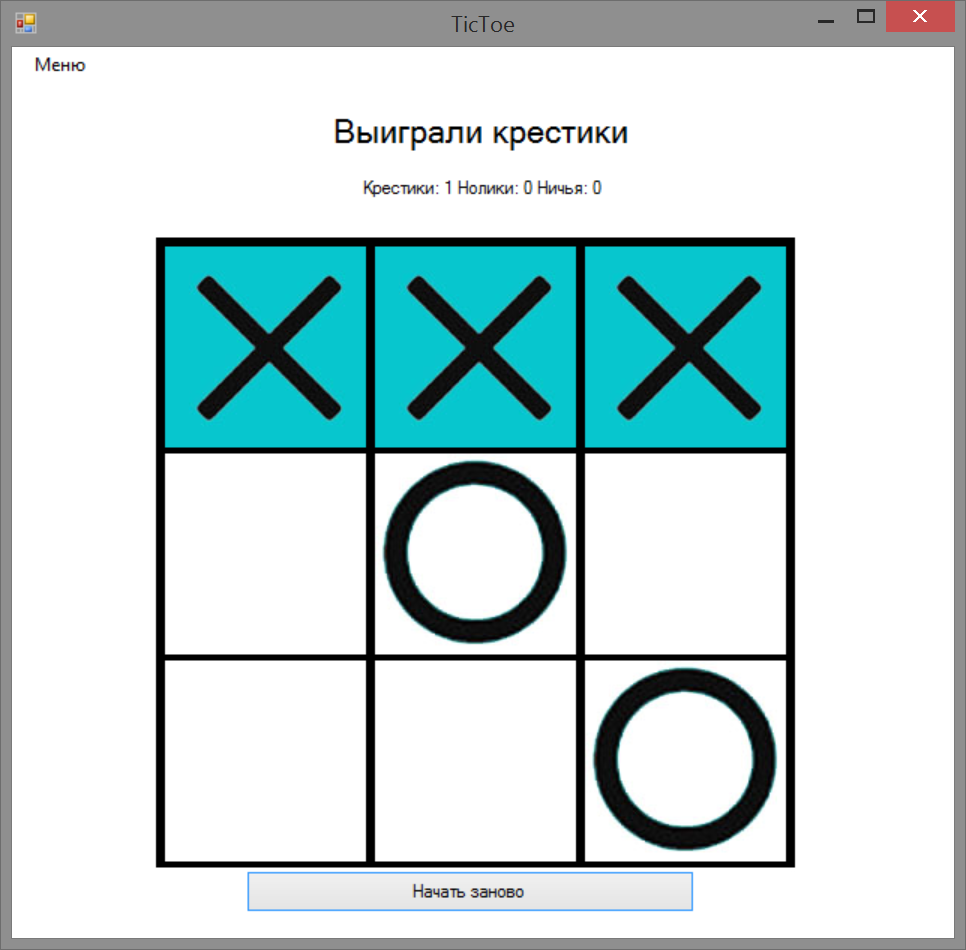 TicToe
Меню
Выиграли крестики
Крестики: 1 Нолики: 0 Ничья: 0
Начать заново